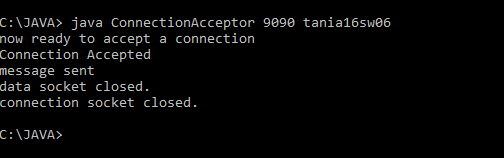 C:\JAVA> java ConnectionAcceptor 9090 tania16sw06
now ready to accept a connection
Connection Accepted
message sent
data socket closed.
connection socket closed.
C:\JAVA>